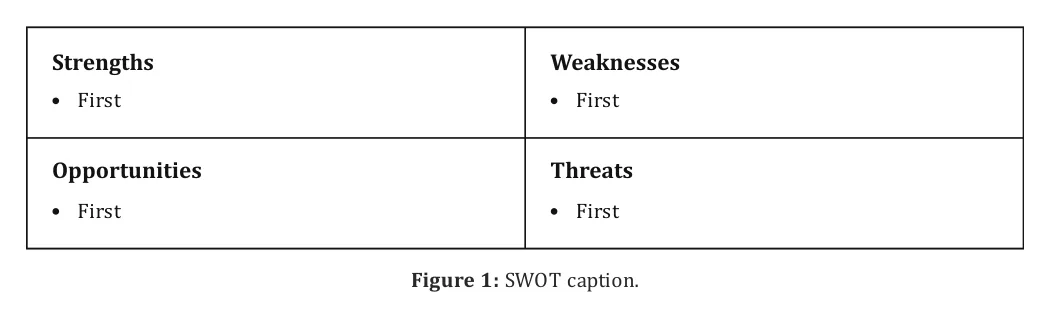 Strengths
• First
Weaknesses
• First
Opportunities
• First
Threats
• First
Figure 1: SWOT caption.